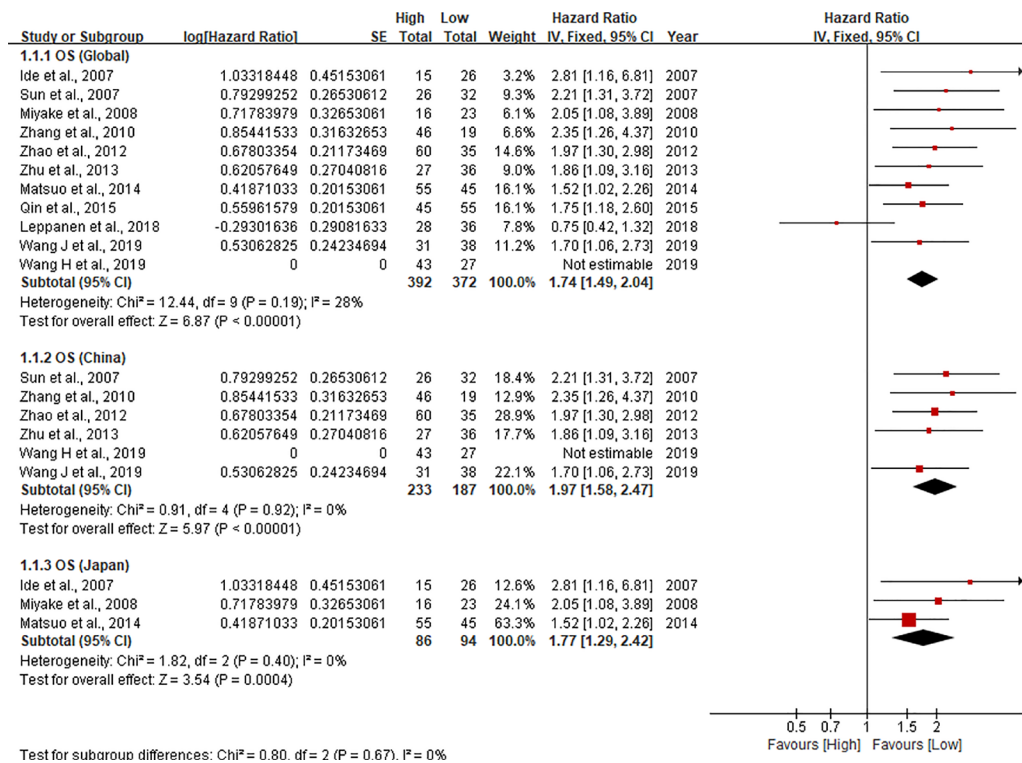 High Low Hazard Ratio Hazard Ratio
Study or Subgroup log[Hazard Ratio] SE Total Total Weight IV, Fixed, 95% CI Year IV, Fixed, 95% CI
1.1.1 OS (Global)
Ide et al., 2007 1.03318448 0.45153061 15 26 3.2% 2.81 [1.16, 6.81] 2007
Sun et al., 2007 0.79299252 0.26530612 26 32 9.3% 2.21 [1.31, 3.72] 2007
Miyake et al., 2008 0.71783979 0.32653061 16 23 6.1% 2.05 [1.08, 3.89] 2008
Zhang et al., 2010 0.85441533 0.31632653 46 19 6.6% 2.35 [1.26, 4.37] 2010
Zhao et al., 2012 0.67803354 0.21173469 60 35 14.6% 1.97 [1.30, 2.98] 2012
Zhu et al., 2013 0.62057649 0.27040816 27 36 9.0% 1.86 [1.09, 3.16] 2013
Matsuo et al., 2014 0.41871033 0.20153061 55 45 16.1% 1.52 [1.02, 2.26] 2014
Qin et al., 2015 0.55961579 0.20153061 45 55 16.1% 1.75 [1.18, 2.60] 2015
Leppanen et al., 2018 -0.29301636 0.29081633 28 36 7.8% 0.75 [0.42, 1.32] 2018
Wang J et al., 2019 0.53062825 0.24234694 31 38 11.2% 1.70 [1.06, 2.73] 2019
Wang H et al., 2019 0 0 43 27 Not estimable 2019
Subtotal (95% CI) 392 372 100.0% 1.74 [1.49, 2.04]
Heterogeneity: Chi² = 12.44, df = 9 (P = 0.19); I² = 28%
Test for overall effect: Z = 6.87 (P < 0.00001)
1.1.2 OS (China)
Sun et al., 2007 0.79299252 0.26530612 26 32 18.4% 2.21 [1.31, 3.72] 2007
Zhang et al., 2010 0.85441533 0.31632653 46 19 12.9% 2.35 [1.26, 4.37] 2010
Zhao et al., 2012 0.67803354 0.21173469 60 35 28.9% 1.97 [1.30, 2.98] 2012
Zhu et al., 2013 0.62057649 0.27040816 27 36 17.7% 1.86 [1.09, 3.16] 2013
Wang H et al., 2019 0 0 43 27 Not estimable 2019
Wang J et al., 2019 0.53062825 0.24234694 31 38 22.1% 1.70 [1.06, 2.73] 2019
Subtotal (95% CI) 233 187 100.0% 1.97 [1.58, 2.47]
Heterogeneity: Chi² = 0.91, df = 4 (P = 0.92); I² = 0%
Test for overall effect: Z = 5.97 (P < 0.00001)
1.1.3 OS (Japan)
Ide et al., 2007 1.03318448 0.45153061 15 26 12.6% 2.81 [1.16, 6.81] 2007
Miyake et al., 2008 0.71783979 0.32653061 16 23 24.1% 2.05 [1.08, 3.89] 2008
Matsuo et al., 2014 0.41871033 0.20153061 55 45 63.3% 1.52 [1.02, 2.26] 2014
Subtotal (95% CI) 86 94 100.0% 1.77 [1.29, 2.42]
Heterogeneity: Chi² = 1.82, df = 2 (P = 0.40); I² = 0%
Test for overall effect: Z = 3.54 (P = 0.0004)
0.5 0.7 1 1.5 2
Favours [High] Favours [Low]
Test for subgroup differences: Chi² = 0.80, df = 2 (P = 0.67), I² = 0%